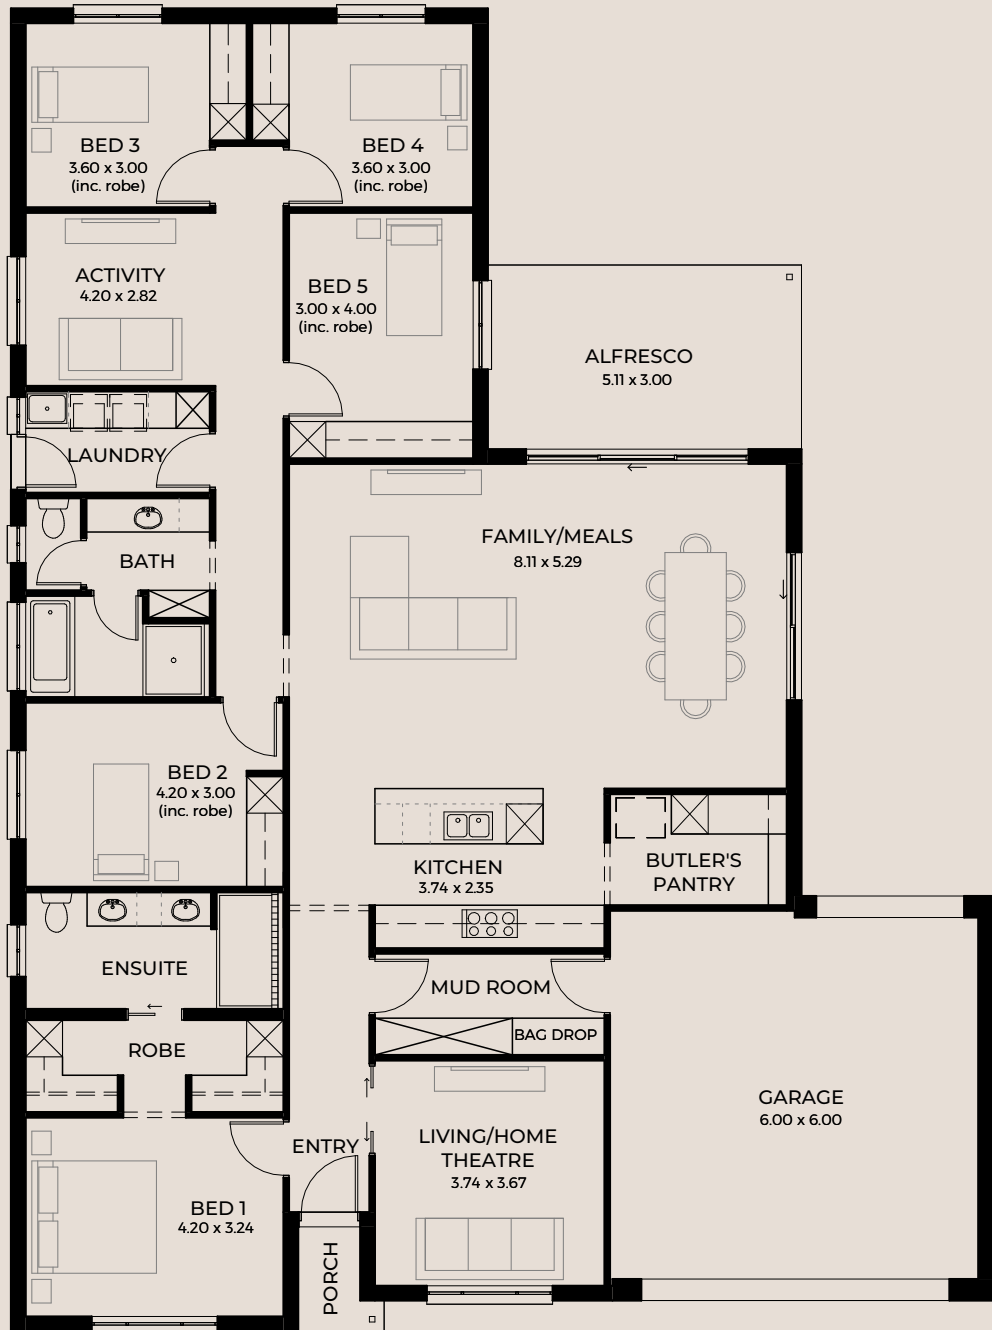 BED 3
3.60 x 3.00
(inc. robe)
BED 4
3.60 x 3.00
(inc. robe)
ACTIVITY
4.20 x 2.82
BED 5
3.00 x 4.00
(inc. robe)
ALFRESCO
5.11 x 3.00
LAUNDRY
FAMILY/MEALS
8.11 x 5.29
BATH
BED 2
4.20 x 3.00
(inc. robe)
KITCHEN
3.74 x 2.35
BUTLER'S
PANTRY
ENSUITE
MUD ROOM
BAG DROP
ROBE
GARAGE
6.00 x 6.00
ENTRY
LIVING/HOME
THEATRE
3.74 x 3.67
BED 1
4.20 x 3.24
PORCH